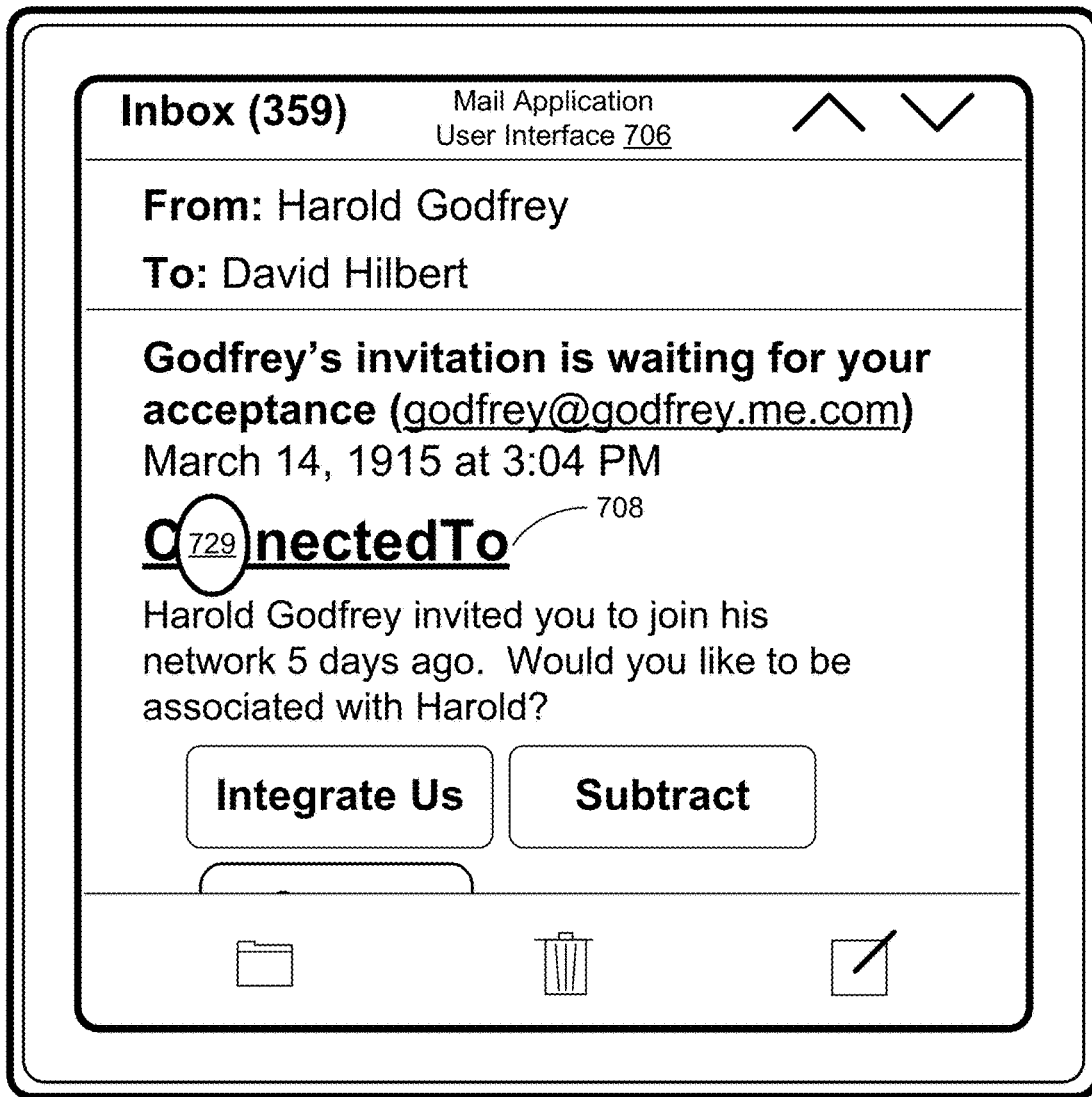 Inbox (359)
Mail Application
User Interface 706
From: Harold Godfrey
To: David Hilbert
Godfrey’s invitation is waiting for your
acceptance (godfrey@godfrey.me.com)
March 14, 1915 at 3:04 PM
708
C 729 nectedTo
Harold Godfrey invited you to join his
network 5 days ago.  Would you like to be
associated with Harold?
Integrate Us
Subtract